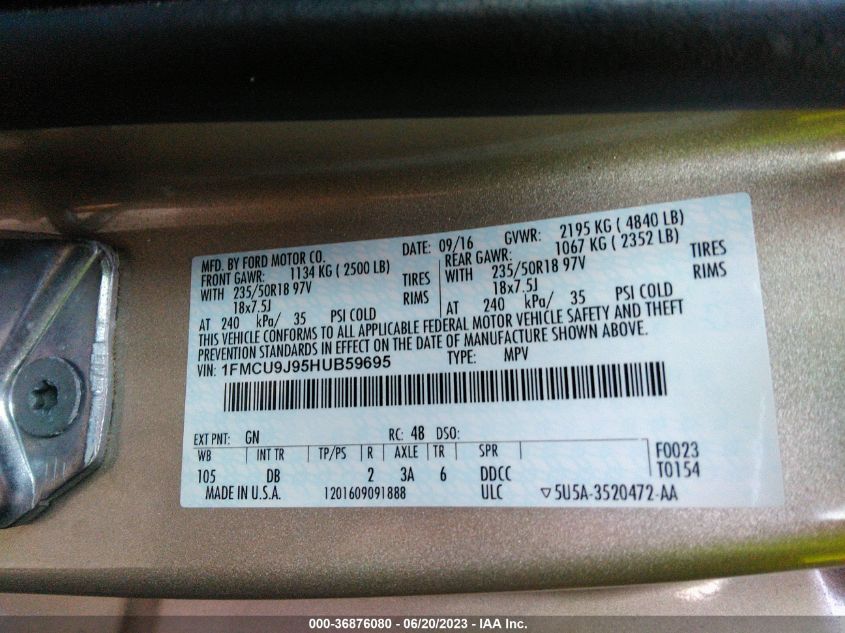 MFD. BY FORD MOTOR CO. DATE: 09/16 GVWR: 2195 KG ( 4840 LB)
FRONT GAWR: 1134 KG ( 2500 LB) REAR GAWR: 1067 KG ( 2352 LB)
WITH 235/50R18 97V TIRES WITH 235/50R18 97V TIRES
18x7.5J RIMS 18x7.5J RIMS
AT 240 kPa/ 35 PSI COLD AT 240 kPa/ 35 PSI COLD
THIS VEHICLE CONFORMS TO ALL APPLICABLE FEDERAL MOTOR VEHICLE SAFETY AND THEFT
PREVENTION STANDARDS IN EFFECT ON THE DATE OF MANUFACTURE SHOWN ABOVE.
VIN: 1FMCU9J95HUB59695 TYPE: MPV
EXT PNT: GN RC: 48 DSO:
WB INT TR TP/PS R AXLE TR SPR F0023
105 DB 2 3A 6 DDCC T0154
MADE IN U.S.A. 1201609091888 ULC ▽5U5A-3520472-AA
000-36876080 - 06/20/2023 - IAA Inc.